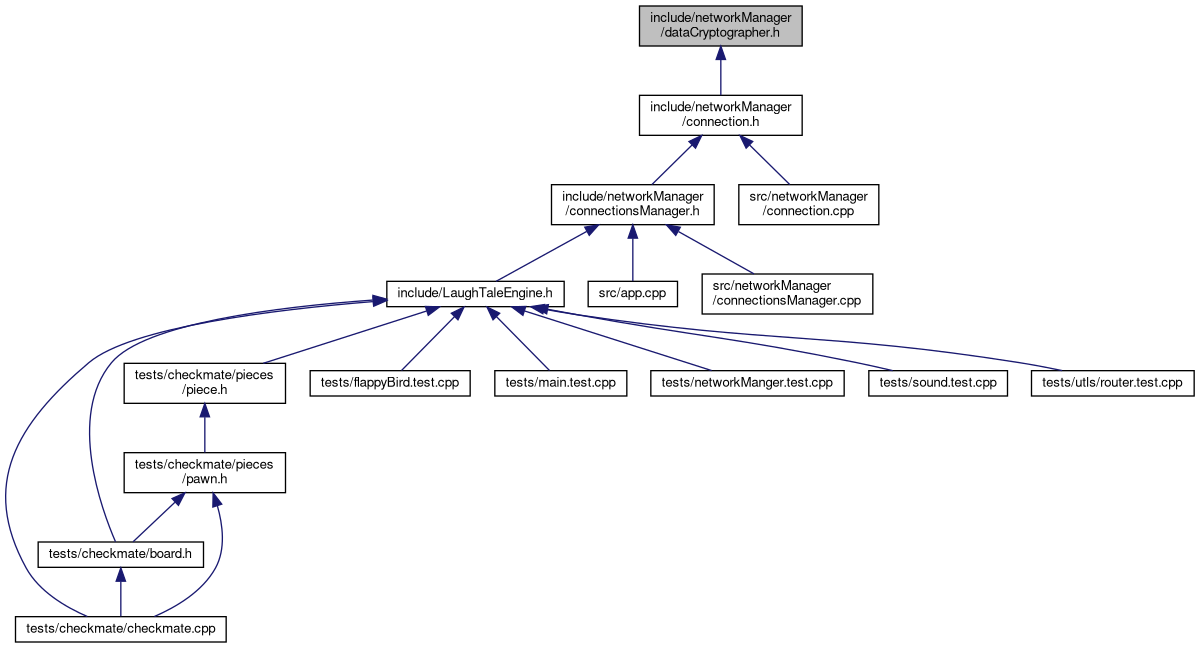 include/networkManager
/dataCryptographer.h
include/networkManager
/connection.h
include/networkManager
/connectionsManager.h
src/networkManager
/connection.cpp
include/LaughTaleEngine.h
src/app.cpp
src/networkManager
/connectionsManager.cpp
tests/checkmate/pieces
/piece.h
tests/flappyBird.test.cpp
tests/main.test.cpp
tests/networkManger.test.cpp
tests/sound.test.cpp
tests/utls/router.test.cpp
tests/checkmate/pieces
/pawn.h
tests/checkmate/board.h
tests/checkmate/checkmate.cpp